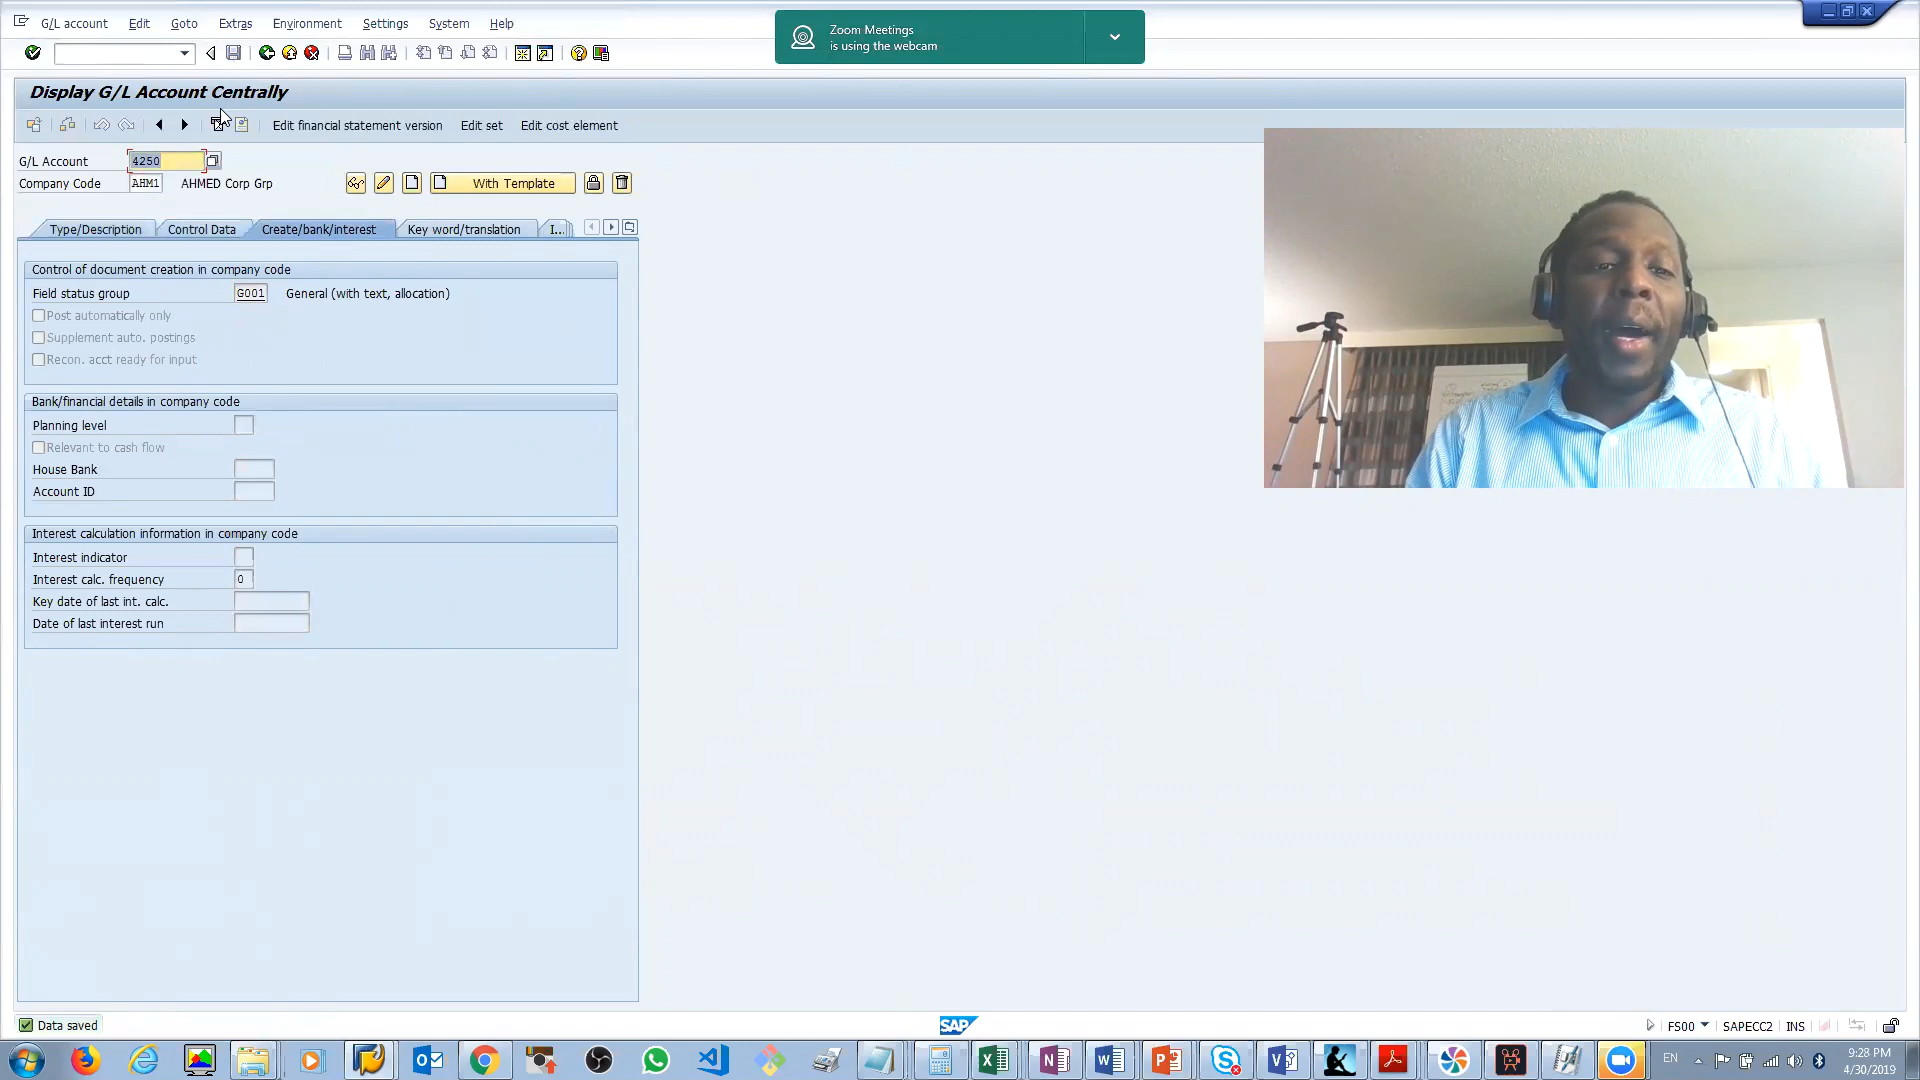 G/L account Edit Goto Extras Environment Settings System Help
Zoom Meetings
is using the webcam
Display G/L Account Centrally
Edit financial statement version Edit set Edit cost element
G/L Account 4250
Company Code AHM1 AHMED Corp Grp With Template
Type/Description Control Data Create/bank/interest Key word/translation I...
Control of document creation in company code
Field status group G001 General (with text, allocation)
Post automatically only
Supplement auto. postings
Recon. acct ready for input
Bank/financial details in company code
Planning level
Relevant to cash flow
House Bank
Account ID
Interest calculation information in company code
Interest indicator
Interest calc. frequency 0
Key date of last int. calc.
Date of last interest run
Data saved SAP FS00 SAPECC2 INS
EN 9:28 PM
4/30/2019